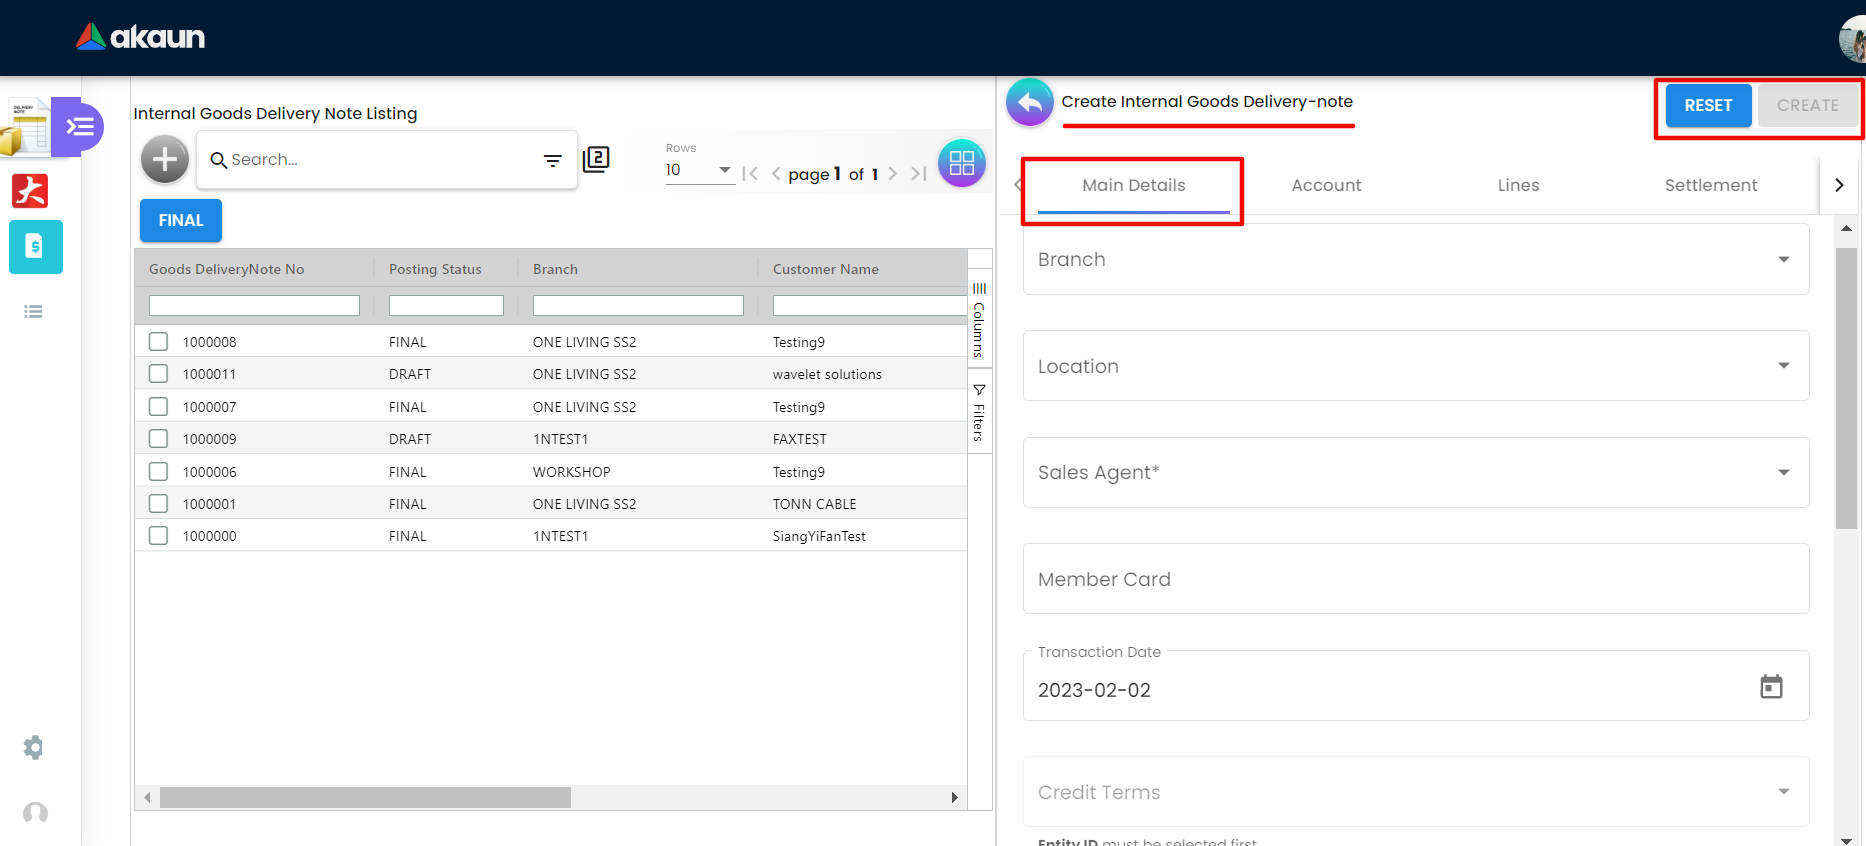 akaun
DELIVERY
NOTE
Internal Goods Delivery Note Listing
Search...
2
Rows
10
page 1 of 1
FINAL
Goods DeliveryNote No Posting Status Branch Customer Name
1000008 FINAL ONE LIVING SS2 Testing9
1000011 DRAFT ONE LIVING SS2 wavelet solutions
1000007 FINAL ONE LIVING SS2 Testing9
1000009 DRAFT 1NTEST1 FAXTEST
1000006 FINAL WORKSHOP Testing9
1000001 FINAL ONE LIVING SS2 TONN CABLE
1000000 FINAL 1NTEST1 SiangYiFanTest
Columns
Filters
Create Internal Goods Delivery-note
RESET CREATE
Main Details Account Lines Settlement
Branch
Location
Sales Agent*
Member Card
Transaction Date
2023-02-02
Credit Terms
Entity ID must be selected first